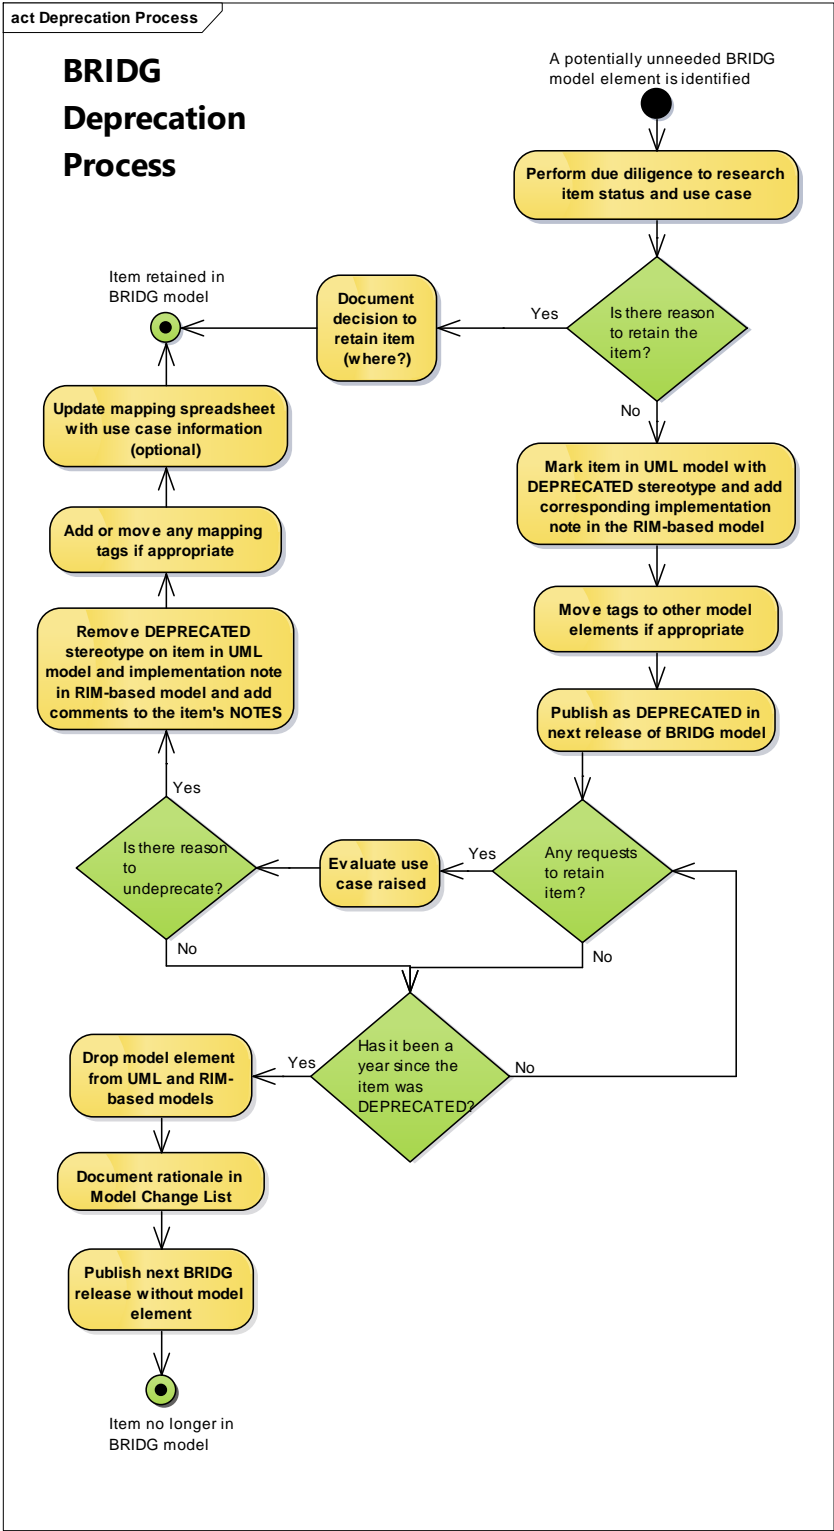 act Deprecation Process
BRIDG
Deprecation
Process
A potentially unneeded BRIDG
model element is identified
Perform due diligence to research
item status and use case
Is there reason
to retain the
item?
Yes
No
Document
decision to
retain item
(where?)
Item retained in
BRIDG model
Update mapping spreadsheet
with use case information
(optional)
Add or move any mapping
tags if appropriate
Remove DEPRECATED
stereotype on item in UML
model and implementation note
in RIM-based model and add
comments to the item's NOTES
Mark item in UML model with
DEPRECATED stereotype and add
corresponding implementation
note in the RIM-based model
Move tags to other model
elements if appropriate
Publish as DEPRECATED in
next release of BRIDG model
Any requests
to retain
item?
Yes
No
Evaluate use
case raised
Is there reason
to
undeprecate?
Yes
No
Has it been a
year since the
item was
DEPRECATED?
Yes
No
Drop model element
from UML and RIM-
based models
Document rationale in
Model Change List
Publish next BRIDG
release without model
element
Item no longer in
BRIDG model